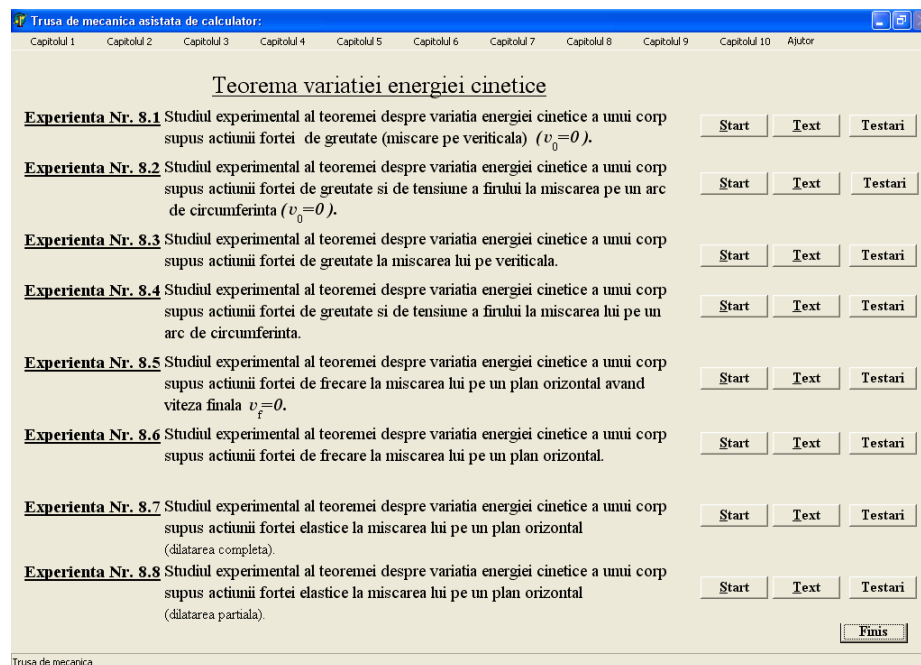 Trusa de mecanica asistata de calculator:
Capitolul 1 Capitolul 2 Capitolul 3 Capitolul 4 Capitolul 5 Capitolul 6 Capitolul 7 Capitolul 8 Capitolul 9 Capitolul 10 Ajutor
Teorema variatiei energiei cinetice
Experienta Nr. 8.1 Studiul experimental al teoremei despre variatia energiei cinetice a unui corp
supus actiunii fortei de greutate (miscare pe veriticala) (v₀=0).
Start Text Testari
Experienta Nr. 8.2 Studiul experimental al teoremei despre variatia energiei cinetice a unui corp
supus actiunii fortei de greutate si de tensiune a firului la miscarea pe un arc
de circumferinta (v₀=0).
Start Text Testari
Experienta Nr. 8.3 Studiul experimental al teoremei despre variatia energiei cinetice a unui corp
supus actiunii fortei de greutate la miscarea lui pe veriticala.
Start Text Testari
Experienta Nr. 8.4 Studiul experimental al teoremei despre variatia energiei cinetice a unui corp
supus actiunii fortei de greutate si de tensiune a firului la miscarea lui pe un
arc de circumferinta.
Start Text Testari
Experienta Nr. 8.5 Studiul experimental al teoremei despre variatia energiei cinetice a unui corp
supus actiunii fortei de frecare la miscarea lui pe un plan orizontal avand
viteza finala v_f=0.
Start Text Testari
Experienta Nr. 8.6 Studiul experimental al teoremei despre variatia energiei cinetice a unui corp
supus actiunii fortei de frecare la miscarea lui pe un plan orizontal.
Start Text Testari
Experienta Nr. 8.7 Studiul experimental al teoremei despre variatia energiei cinetice a unui corp
supus actiunii fortei elastice la miscarea lui pe un plan orizontal
(dilatarea completa).
Start Text Testari
Experienta Nr. 8.8 Studiul experimental al teoremei despre variatia energiei cinetice a unui corp
supus actiunii fortei elastice la miscarea lui pe un plan orizontal
(dilatarea partiala).
Start Text Testari
Finis
Trusa de mecanica